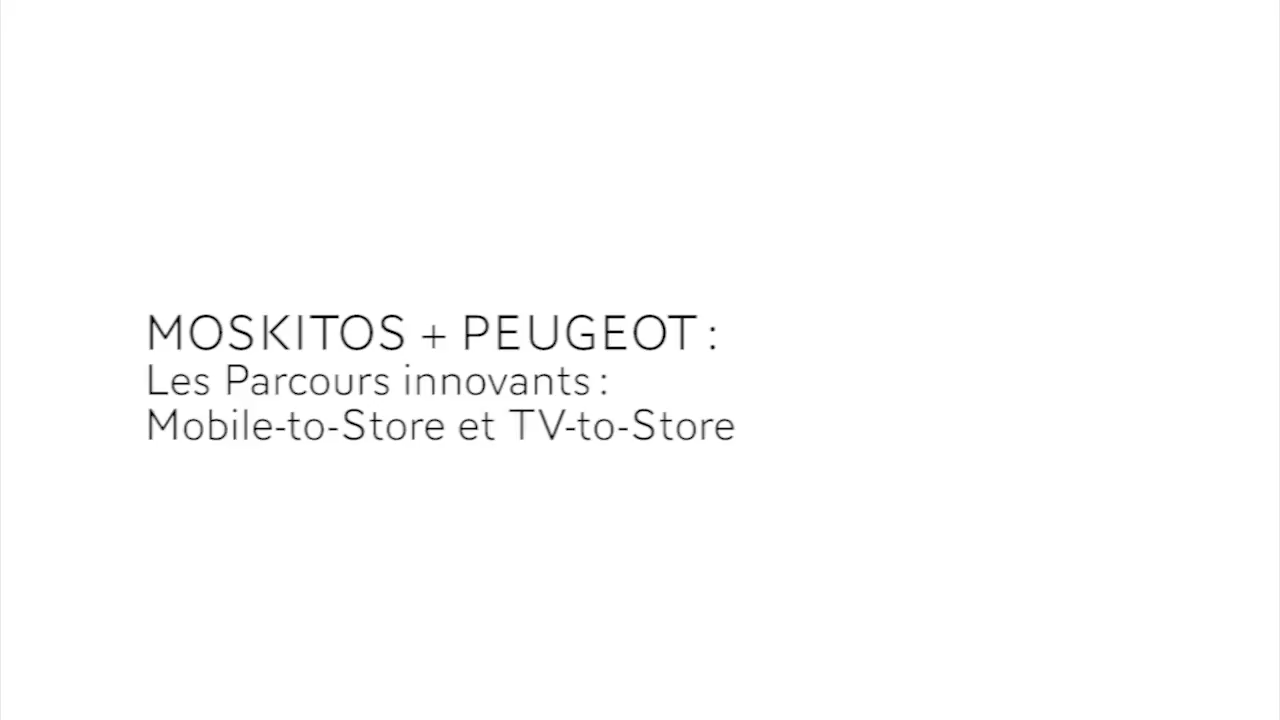 MOSKITOS + PEUGEOT :
Les Parcours innovants :
Mobile-to-Store et TV-to-Store